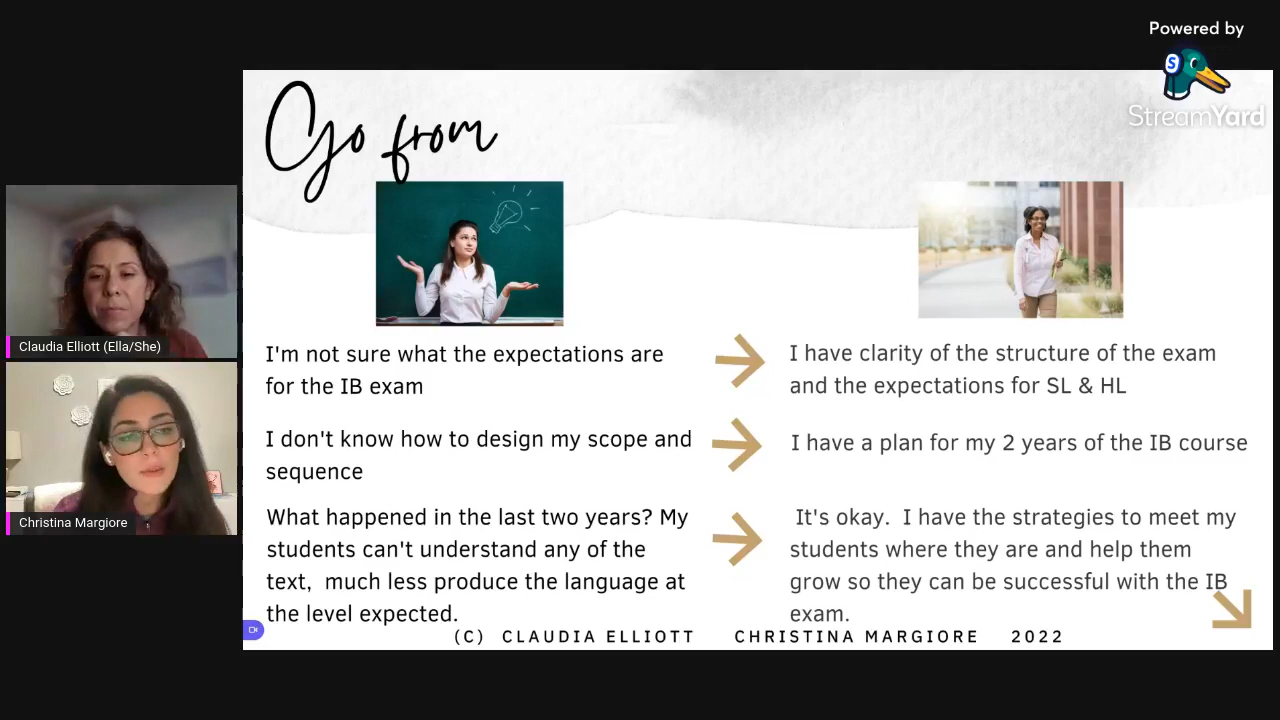 Powered by
StreamYard
Go from
I'm not sure what the expectations are
for the IB exam
I have clarity of the structure of the exam
and the expectations for SL & HL
I don't know how to design my scope and
sequence
I have a plan for my 2 years of the IB course
What happened in the last two years? My
students can't understand any of the
text, much less produce the language at
the level expected.
It's okay. I have the strategies to meet my
students where they are and help them
grow so they can be successful with the IB
exam.
(C) CLAUDIA ELLIOTT CHRISTINA MARGIORE 2022
Claudia Elliott (Ella/She)
Christina Margiore